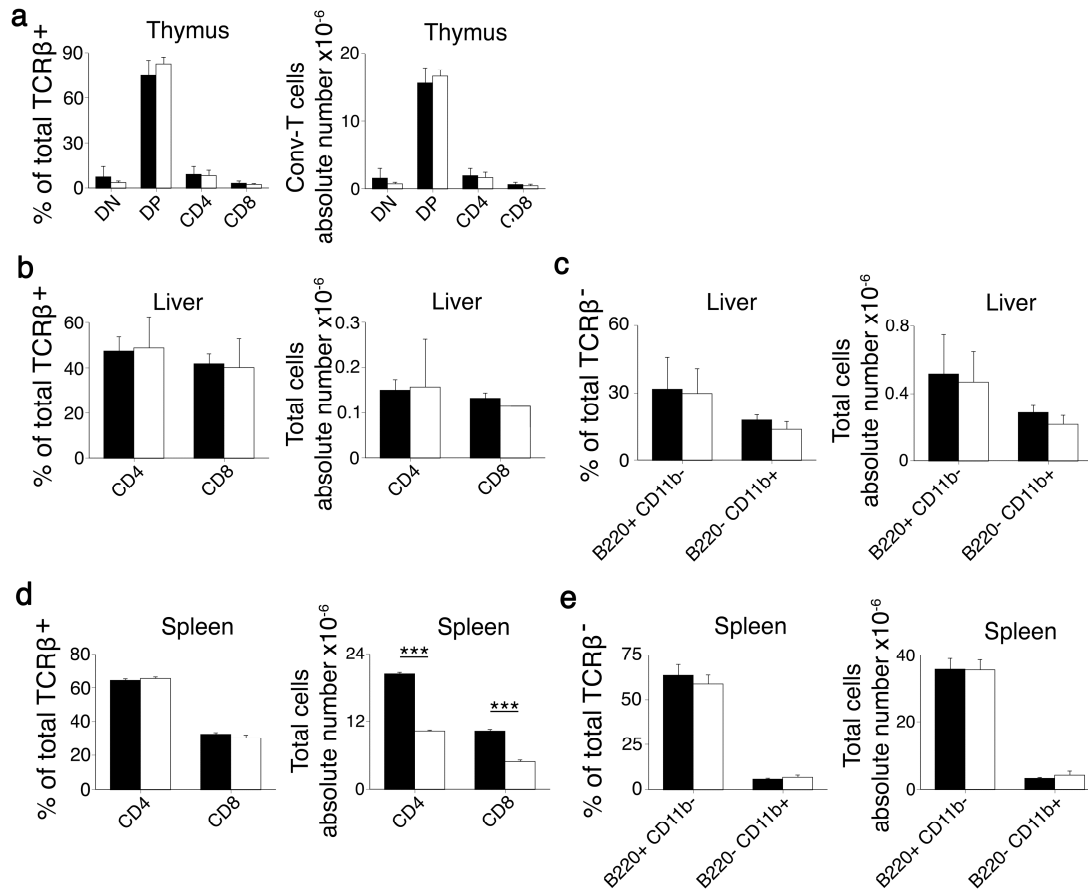 a
Thymus
% of total TCRβ+
90
60
30
0
DN
DP
CD4
CD8
Thymus
Conv-T cells
absolute number x10-6
20
10
0
DN
DP
CD4
CD8
b
Liver
% of total TCRβ+
60
40
20
0
CD4
CD8
Liver
Total cells
absolute number x10-6
0.3
0.2
0.1
0
CD4
CD8
c
Liver
% of total TCRβ-
60
30
0
B220+ CD11b-
B220- CD11b+
Liver
Total cells
absolute number x10-6
0.8
0.4
0
B220+ CD11b-
B220- CD11b+
d
Spleen
% of total TCRβ+
80
60
40
20
0
CD4
CD8
Spleen
Total cells
absolute number x10-6
24
12
0
***
***
CD4
CD8
e
Spleen
% of total TCRβ-
75
50
25
0
B220+ CD11b-
B220- CD11b+
Spleen
Total cells
absolute number x10-6
40
20
0
B220+ CD11b-
B220- CD11b+